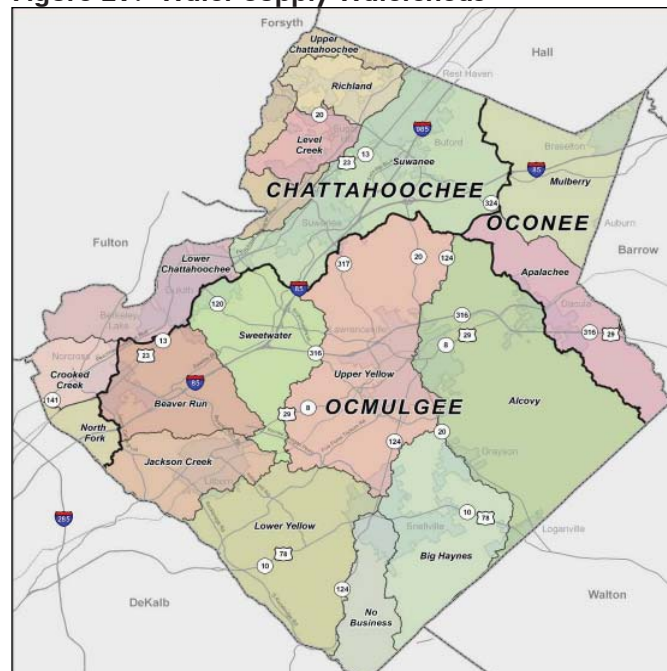 Forsyth
Hall
Upper
Chattahoochee
Richland
Rest Haven
20
Level
Creek
985
Buford
Braselton
23
13
Suwanee
85
Mulberry
CHATTAHOOCHEE
324
OCONEE
Auburn
Suwanee
Fulton
Barrow
Lower
Chattahoochee
Duluth
317
20
124
Apalachee
85
Dacula
Berkeley
Lake
120
316
316
29
Sweetwater
Lawrenceville
29
13
8
23
Norcross
316
Crooked
Creek
Upper Yellow
85
Alcovy
141
Beaver Run
29
8
OCMULGEE
North
Fork
124
20
Jackson Creek
Grayson
Lilburn
265
10
Lower Yellow
Snellville
78
Loganville
78
Big Haynes
10
DeKalb
124
Walton
No
Business